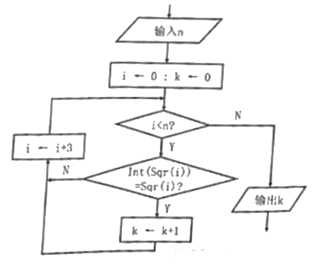 输入n
i ← 0 : k ← 0
i<n?
N
Y
i ← i+3
N
Int(Sqr(i))
=Sqr(i)?
Y
输出k
k ← k+1